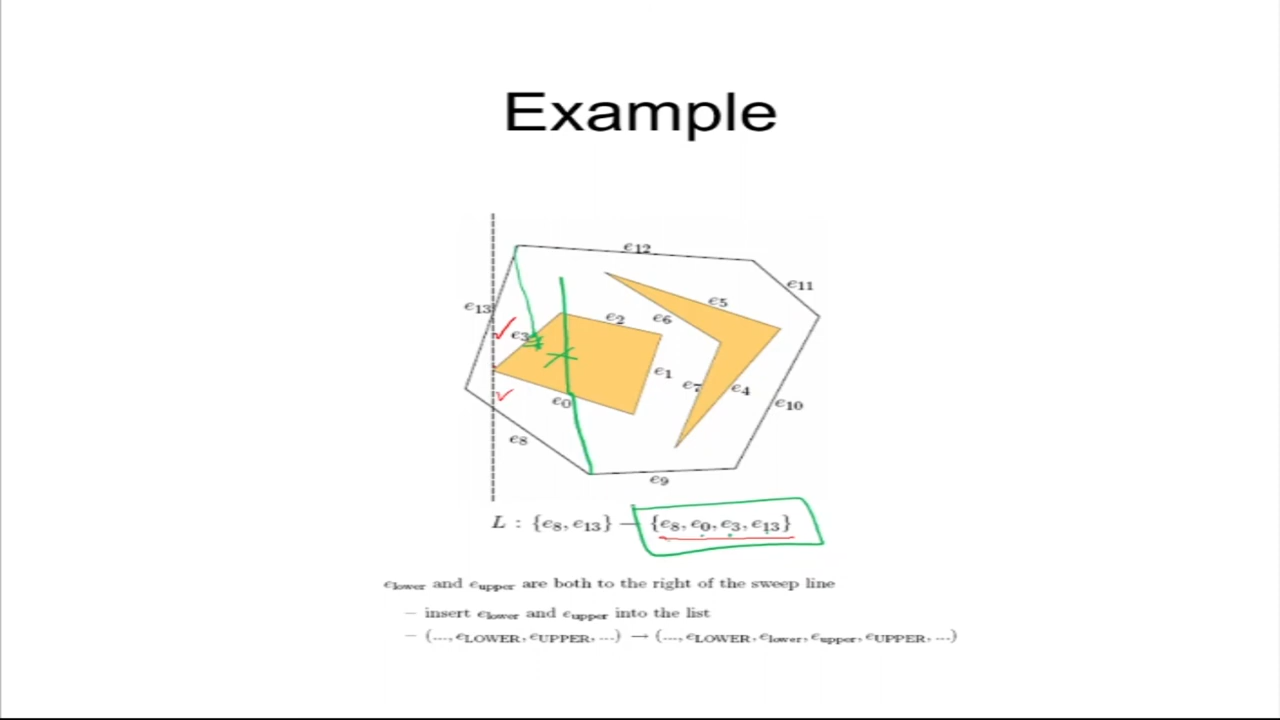 Example
e12
e11
e13
e5
e2 e6
e3
e1
e7 e4
e0
e10
e8
e9
L : {e8, e13} – {e8, e0, e3, e13}
elower and eupper are both to the right of the sweep line
– insert elower and eupper into the list
– (..., eLOWER, eUPPER, ...) → (..., eLOWER, elower, eupper, eUPPER, ...)